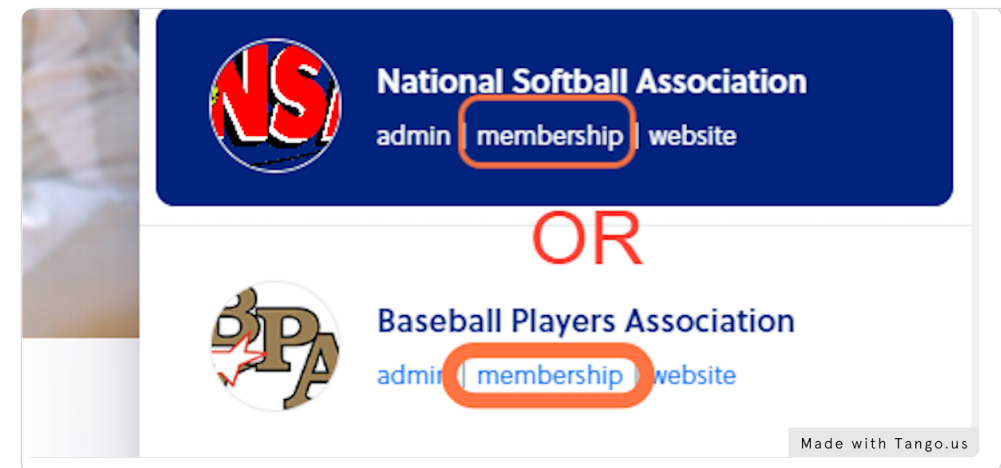 NSA
National Softball Association
admin | membership | website
OR
BPA
Baseball Players Association
admin | membership | website
Made with Tango.us